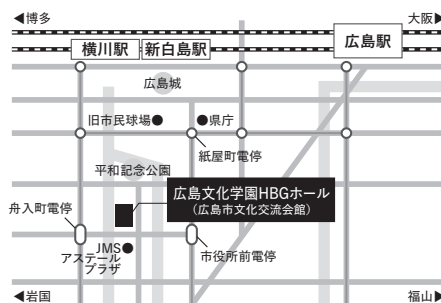 ◀博多
大阪▶
横川駅
新白島駅
広島駅
広島城
旧市民球場●
●県庁
紙屋町電停
平和記念公園
広島文化学園HBGホール
(広島市文化交流会館)
舟入町電停
JMS●
アステール
プラザ
市役所前電停
◀岩国
福山▶